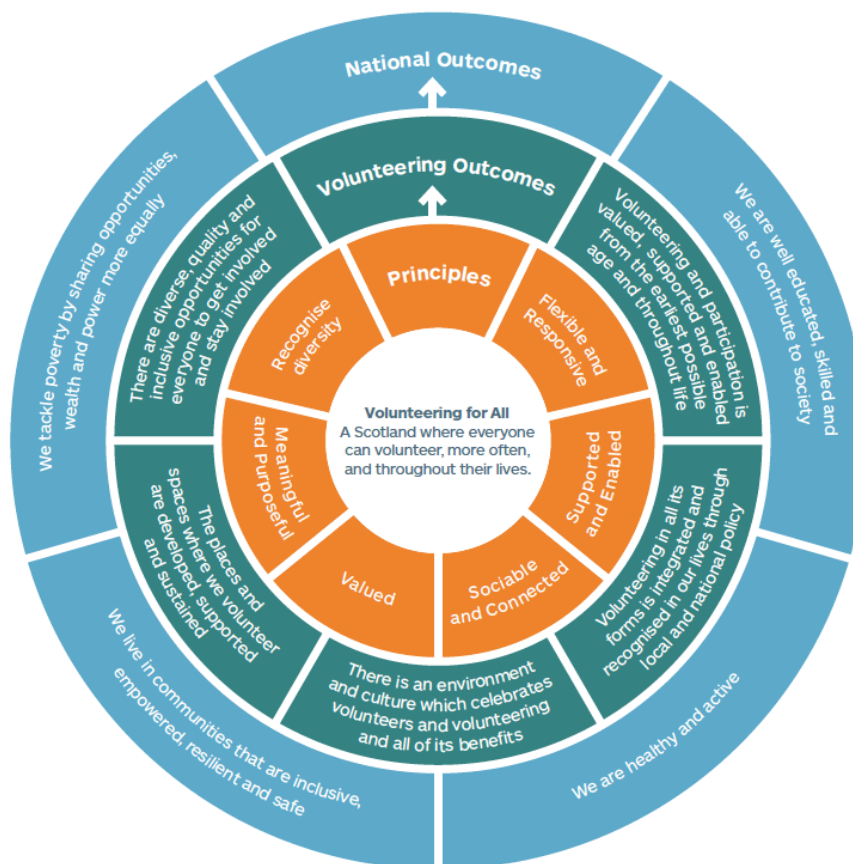 National Outcomes
We are well educated, skilled and
able to contribute to society
We are healthy and active
We live in communities that are inclusive,
empowered, resilient and safe
We tackle poverty by sharing opportunities,
wealth and power more equally
Volunteering Outcomes
Volunteering and participation is
valued, supported and enabled
from the earliest possible
age and throughout life
Volunteering in all its
forms is integrated and
recognised in our lives through
local and national policy
There is an environment
and culture which celebrates
volunteers and volunteering
and all of its benefits
The places and
spaces where we volunteer
are developed, supported
and sustained
There are diverse, quality and
inclusive opportunities for
everyone to get involved
and stay involved
Principles
Flexible and
Responsive
Supported
and Enabled
Sociable
and Connected
Valued
Meaningful
and Purposeful
Recognise
diversity
Volunteering for All
A Scotland where everyone
can volunteer, more often,
and throughout their lives.